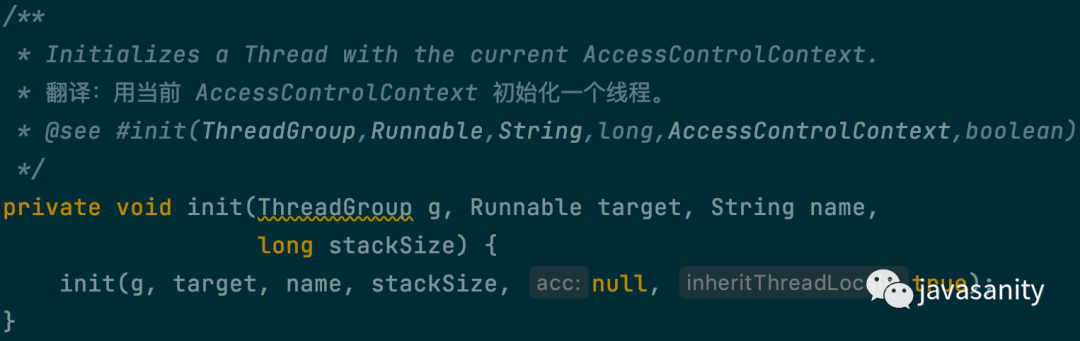 /**
 * Initializes a Thread with the current AccessControlContext.
 * 翻译：用当前 AccessControlContext 初始化一个线程。
 * @see #init(ThreadGroup,Runnable,String,long,AccessControlContext,boolean)
 */
private void init(ThreadGroup g, Runnable target, String name,
                  long stackSize) {
    init(g, target, name, stackSize, acc: null, inheritThreadLoc true);
}
javasanity